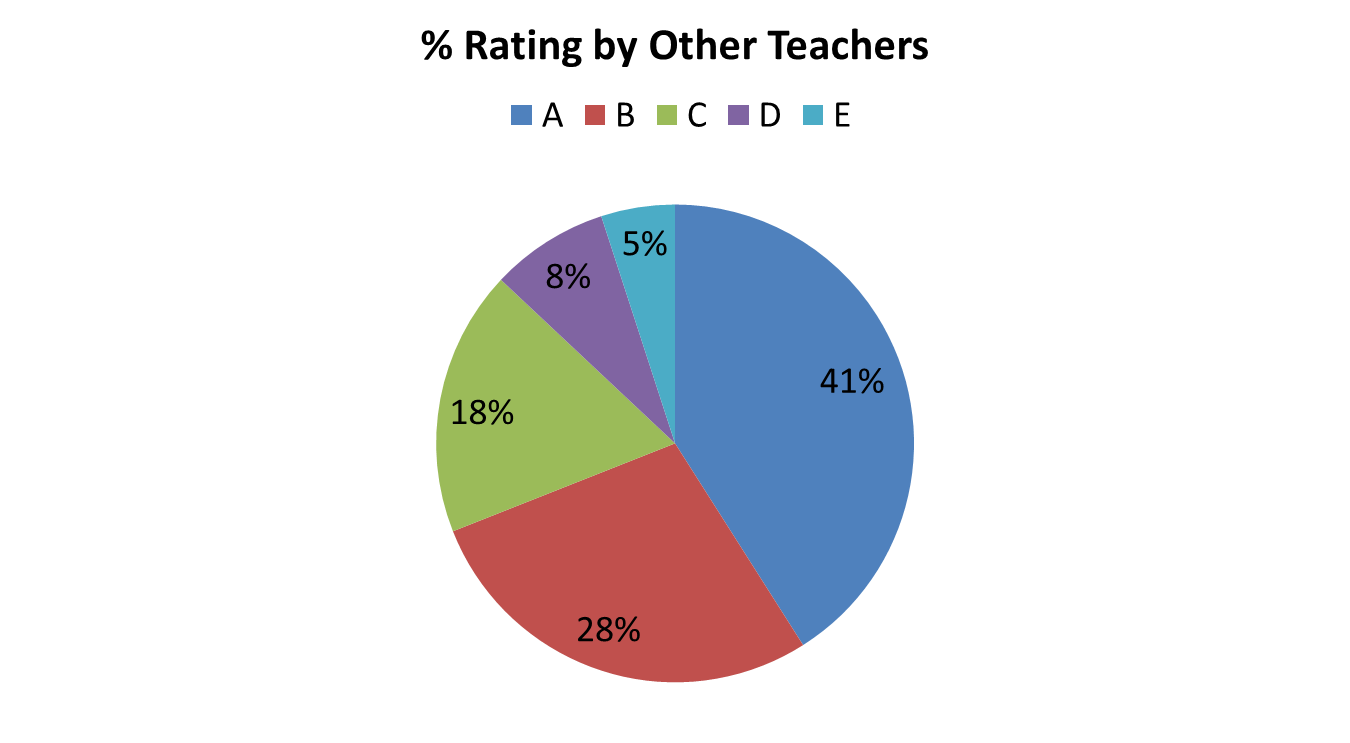 % Rating by Other Teachers
A B C D E
5%
8%
41%
18%
28%